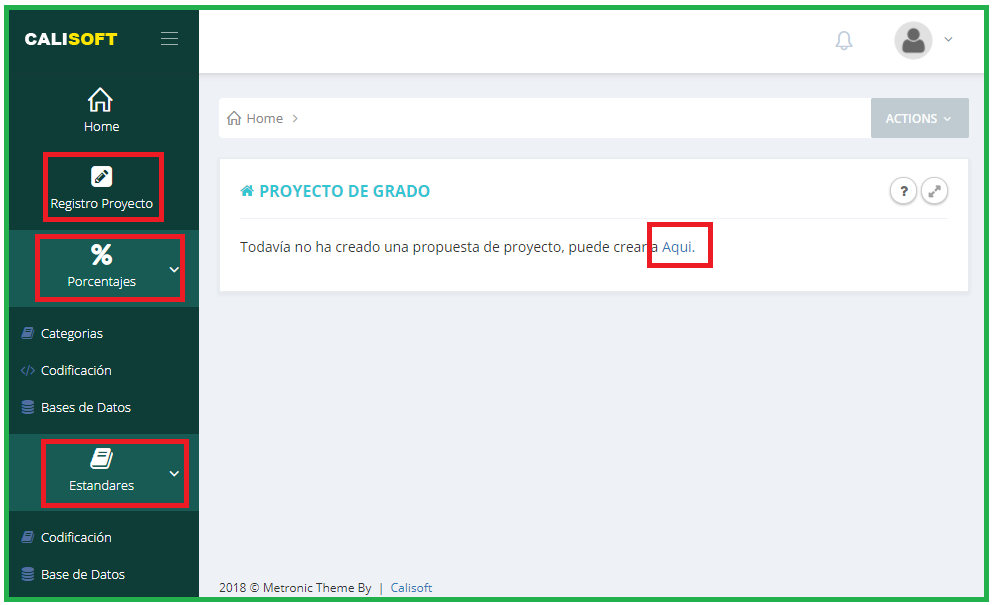 CALISOFT
Home
Registro Proyecto
%
Porcentajes
Categorias
</> Codificación
Bases de Datos
Estandares
Codificación
Base de Datos
Home >
ACTIONS
PROYECTO DE GRADO
?
Todavía no ha creado una propuesta de proyecto, puede crearla Aqui.
2018 © Metronic Theme By | Calisoft